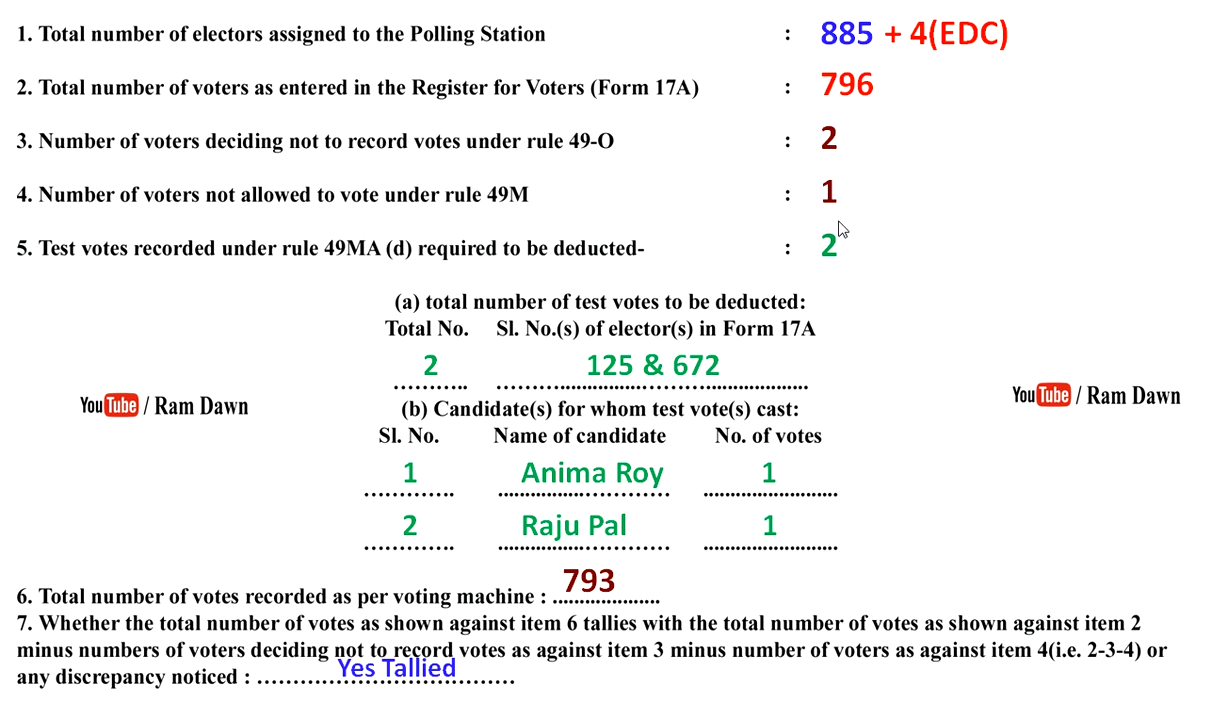 1. Total number of electors assigned to the Polling Station : 885 + 4(EDC)
2. Total number of voters as entered in the Register for Voters (Form 17A) : 796
3. Number of voters deciding not to record votes under rule 49-O : 2
4. Number of voters not allowed to vote under rule 49M : 1
5. Test votes recorded under rule 49MA (d) required to be deducted- : 2
(a) total number of test votes to be deducted:
Total No. Sl. No.(s) of elector(s) in Form 17A
2 125 & 672
YouTube / Ram Dawn
(b) Candidate(s) for whom test vote(s) cast:
YouTube / Ram Dawn
Sl. No. Name of candidate No. of votes
1 Anima Roy 1
2 Raju Pal 1
6. Total number of votes recorded as per voting machine : 793
7. Whether the total number of votes as shown against item 6 tallies with the total number of votes as shown against item 2
minus numbers of voters deciding not to record votes as against item 3 minus number of voters as against item 4(i.e. 2-3-4) or
any discrepancy noticed : Yes Tallied